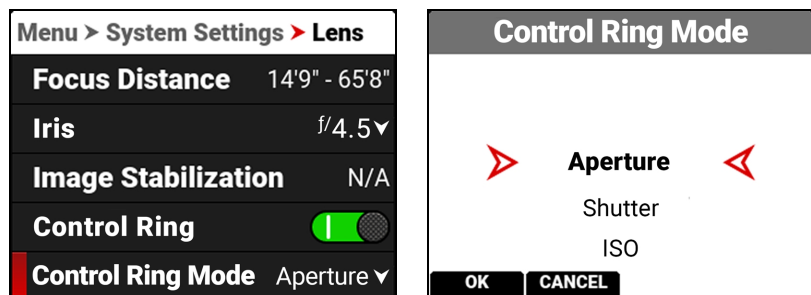 Menu > System Settings > Lens
Focus Distance 14'9" - 65'8"
Iris ƒ/4.5
Image Stabilization N/A
Control Ring
Control Ring Mode Aperture
Control Ring Mode
Aperture
Shutter
ISO
OK CANCEL